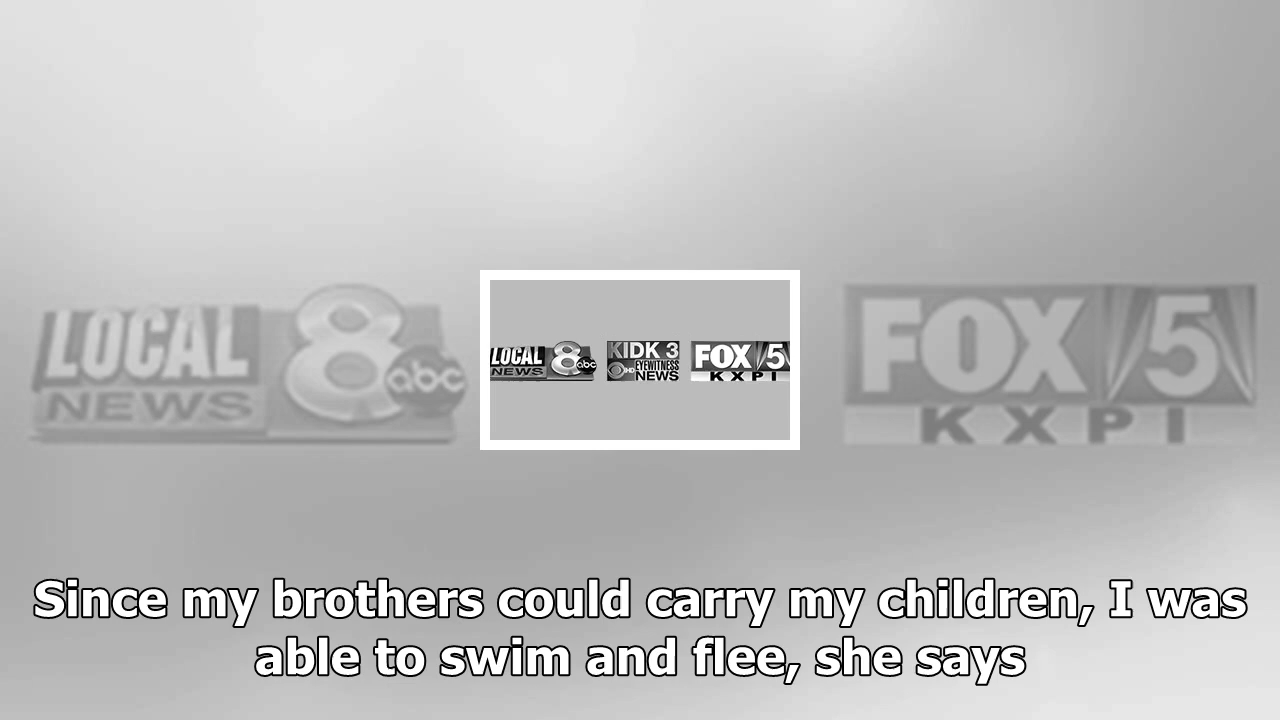 LOCAL
NEWS
8
abc
LOCAL
NEWS
8
abc
KIDK 3
HD
EYEWITNESS
NEWS
FOX 5
KXPI
FOX 5
KXPI
Since my brothers could carry my children, I was
able to swim and flee, she says